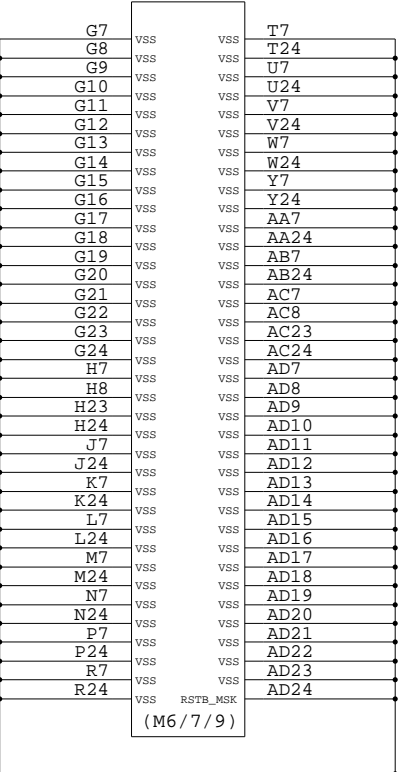 G7 VSS VSS T7
G8 VSS VSS T24
G9 VSS VSS U7
G10 VSS VSS U24
G11 VSS VSS V7
G12 VSS VSS V24
G13 VSS VSS W7
G14 VSS VSS W24
G15 VSS VSS Y7
G16 VSS VSS Y24
G17 VSS VSS AA7
G18 VSS VSS AA24
G19 VSS VSS AB7
G20 VSS VSS AB24
G21 VSS VSS AC7
G22 VSS VSS AC8
G23 VSS VSS AC23
G24 VSS VSS AC24
H7 VSS VSS AD7
H8 VSS VSS AD8
H23 VSS VSS AD9
H24 VSS VSS AD10
J7 VSS VSS AD11
J24 VSS VSS AD12
K7 VSS VSS AD13
K24 VSS VSS AD14
L7 VSS VSS AD15
L24 VSS VSS AD16
M7 VSS VSS AD17
M24 VSS VSS AD18
N7 VSS VSS AD19
N24 VSS VSS AD20
P7 VSS VSS AD21
P24 VSS VSS AD22
R7 VSS VSS AD23
R24 VSS RSTB_MSK AD24
(M6/7/9)